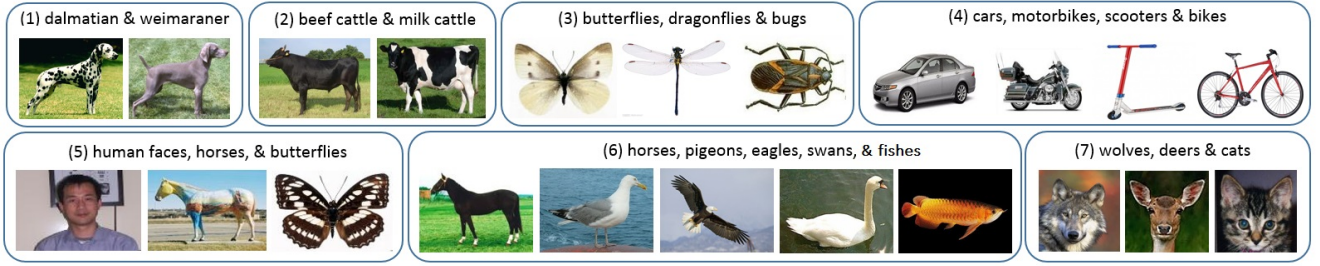 (1) dalmatian & weimaraner
(2) beef cattle & milk cattle
(3) butterflies, dragonflies & bugs
(4) cars, motorbikes, scooters & bikes
(5) human faces, horses, & butterflies
(6) horses, pigeons, eagles, swans, & fishes
(7) wolves, deers & cats